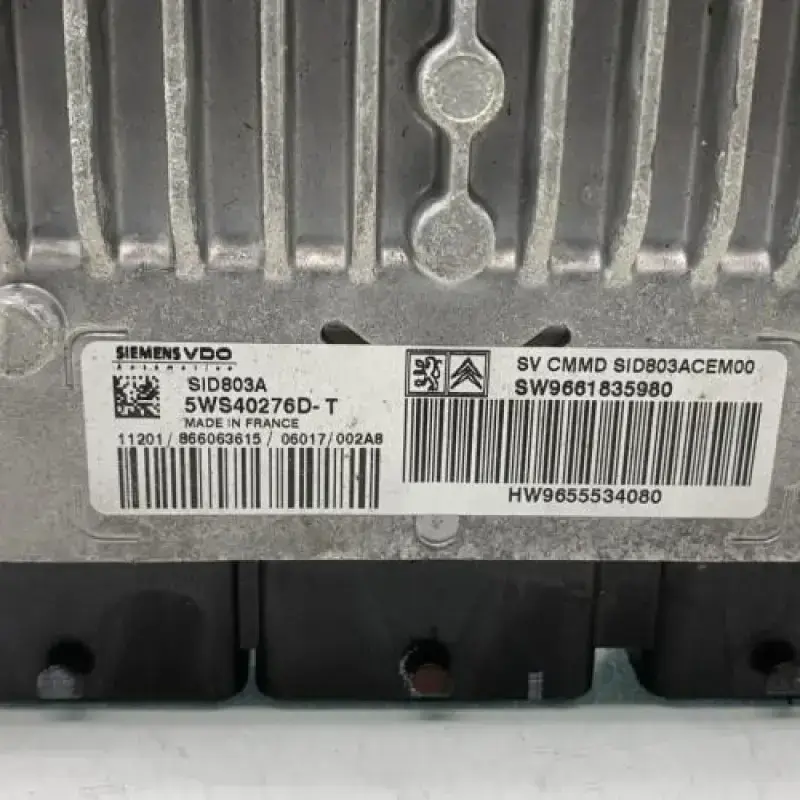 SIEMENS VDO
Automotive
SID803A
5WS40276D-T
MADE IN FRANCE
11201/866063615/06017/002A8
SV CMMD SID803ACEM00
SW9661835980
HW9655534080